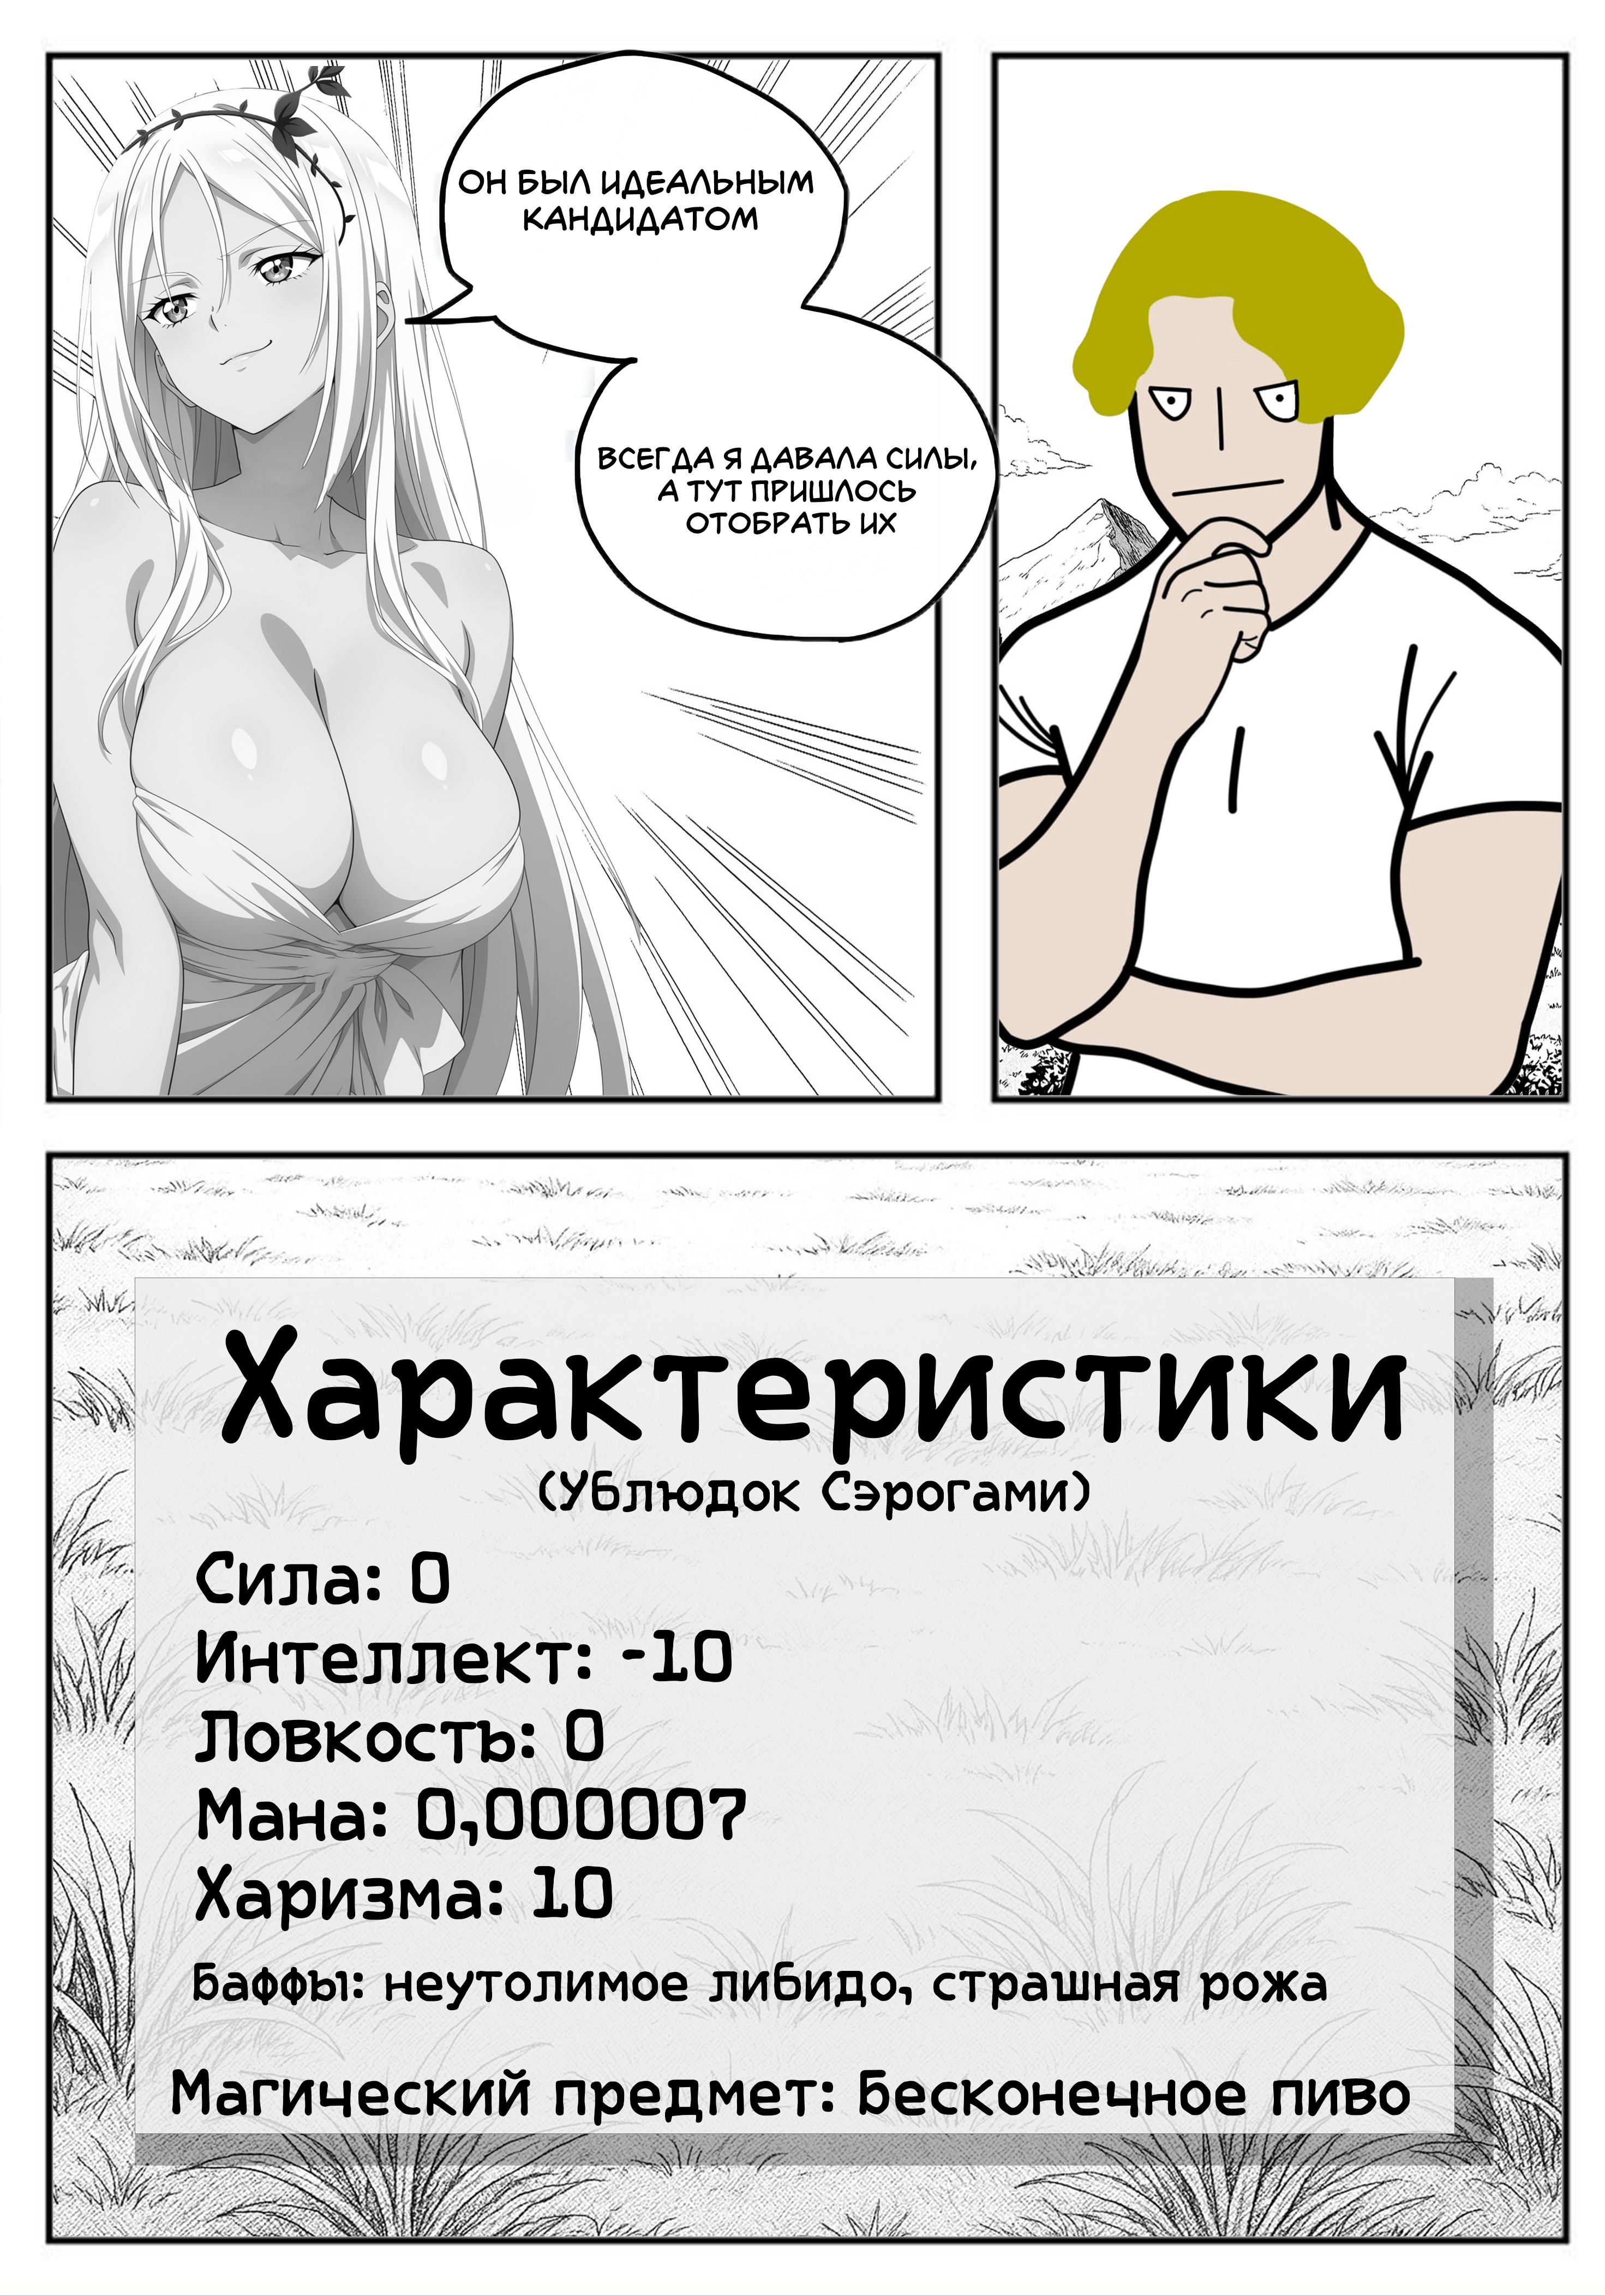 ОН БЫЛ ИДЕАЛЬНЫМ
КАНДИДАТОМ
ВСЕГДА Я ДАВАЛА СИЛЫ,
А ТУТ ПРИШЛОСЬ
ОТОБРАТЬ ИХ
Характеристики
(Ублюдок Сэрогами)
Сила: 0
Интеллект: -10
Ловкость: 0
Мана: 0,000007
Харизма: 10
Баффы: неутолимое либидо, страшная рожа
Магический предмет: Бесконечное пиво